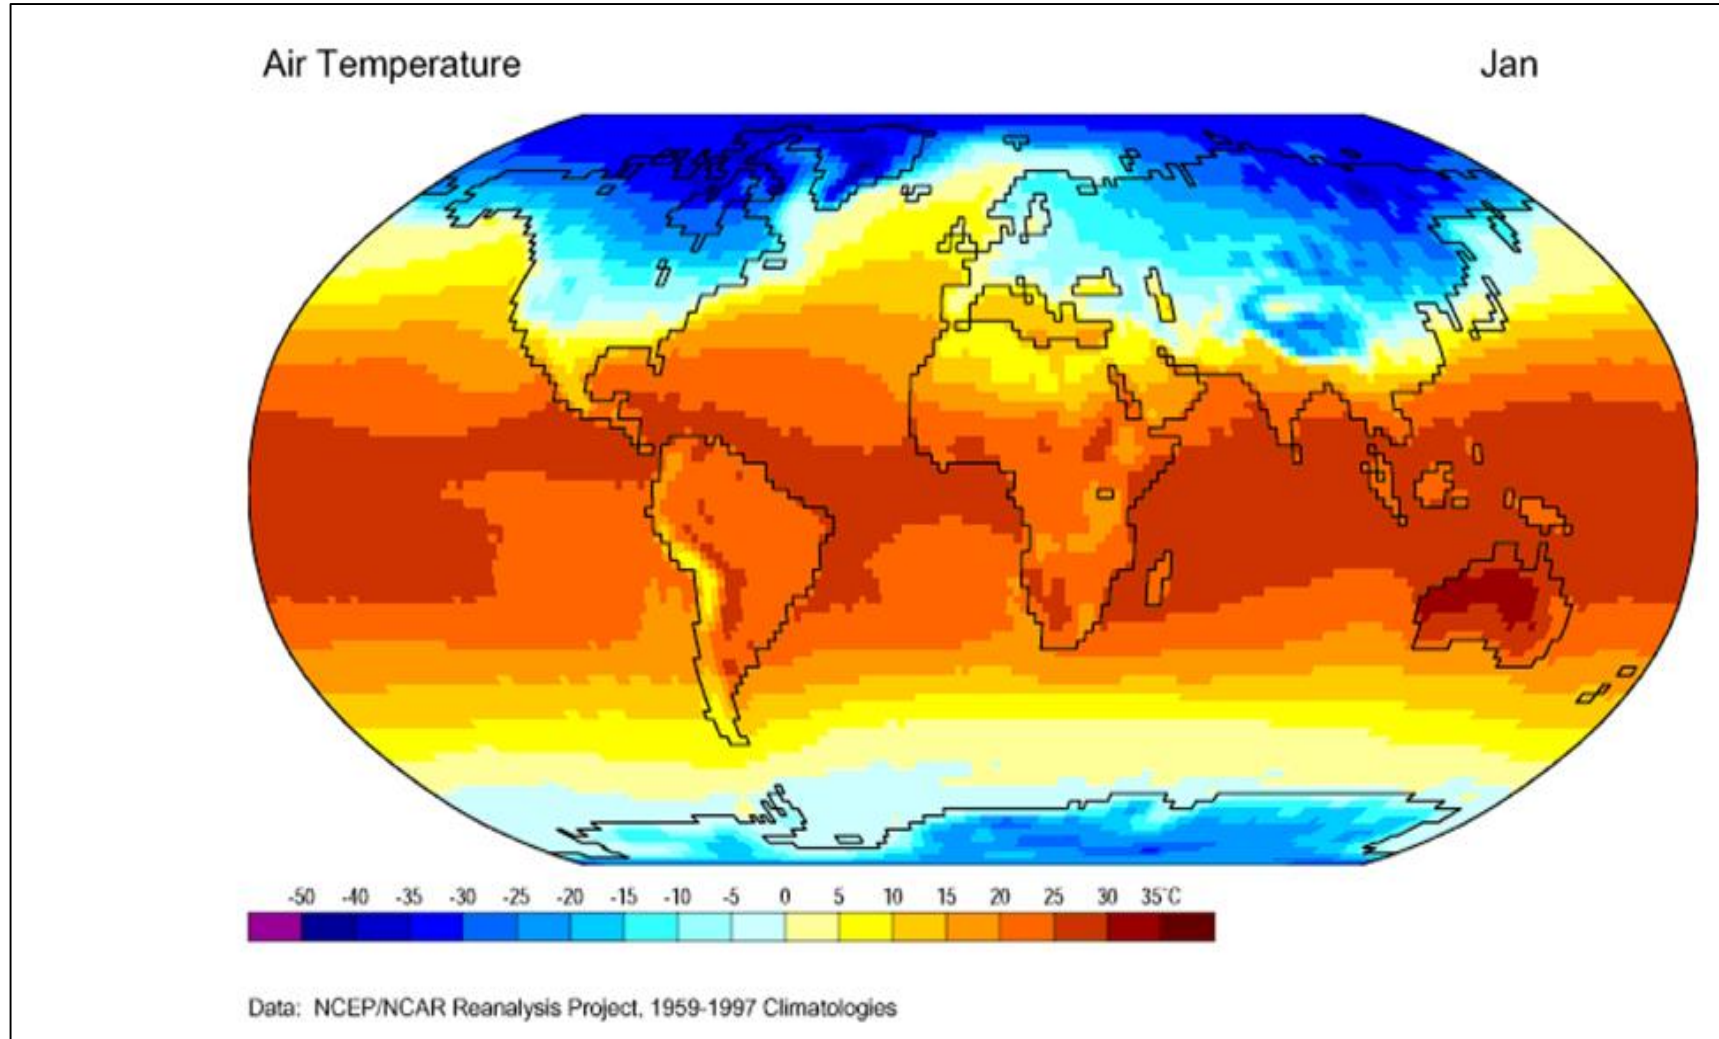 Air Temperature
Jan
-50 -40 -35 -30 -25 -20 -15 -10 -5 0 5 10 15 20 25 30 35°C
Data: NCEP/NCAR Reanalysis Project, 1959-1997 Climatologies